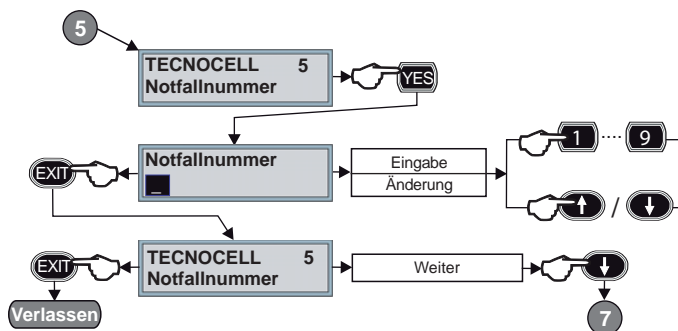 5
TECNOCELL 5
Notfallnummer
YES
Notfallnummer
_
EXIT
Eingabe
Änderung
1 .... 9
↑ / ↓
TECNOCELL 5
Notfallnummer
EXIT
Weiter
↓
Verlassen
7